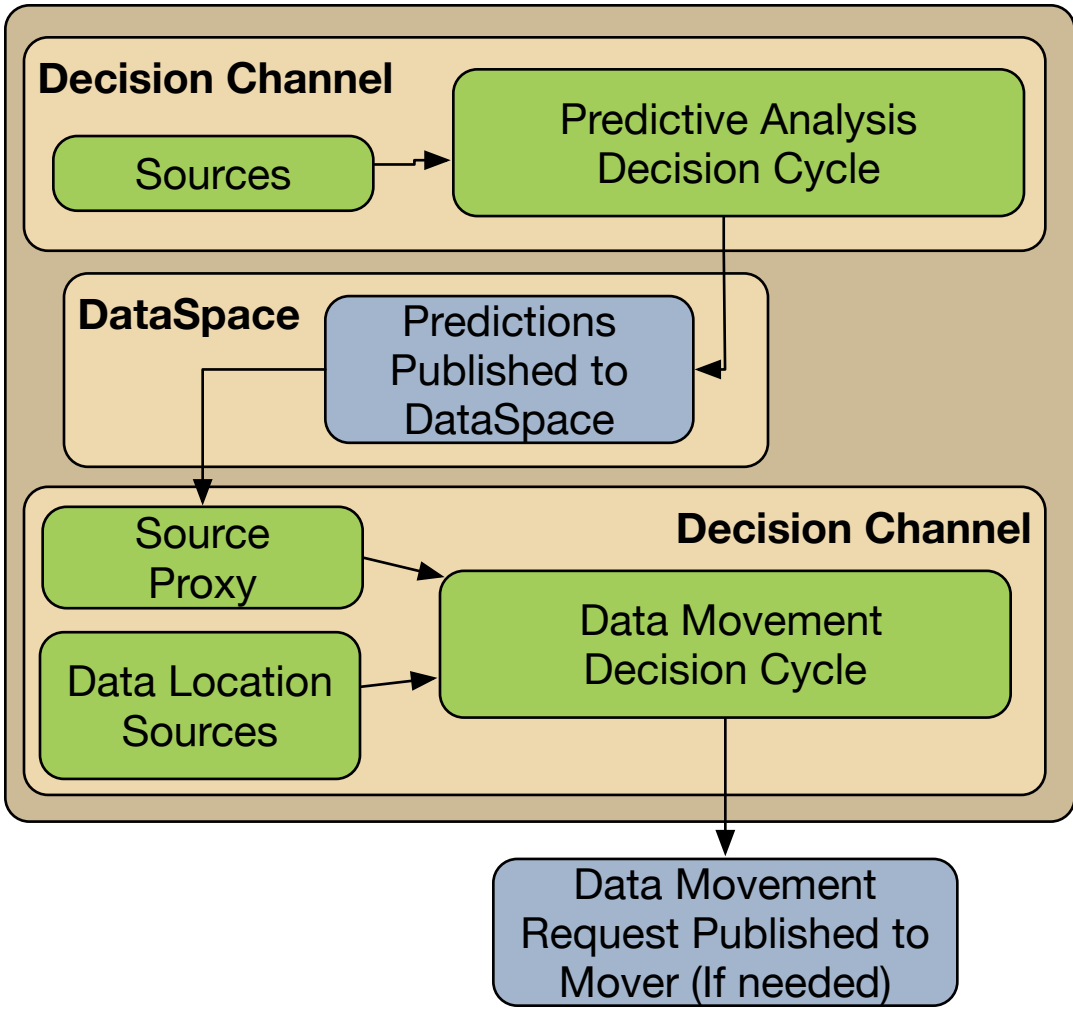 Decision Channel
Sources
Predictive Analysis
Decision Cycle
DataSpace
Predictions
Published to
DataSpace
Decision Channel
Source
Proxy
Data Location
Sources
Data Movement
Decision Cycle
Data Movement
Request Published to
Mover (If needed)